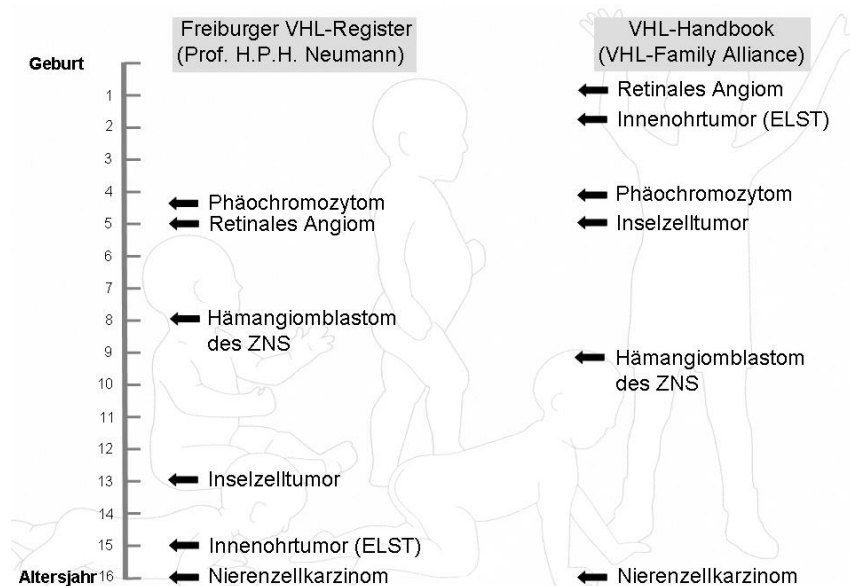 Freiburger VHL-Register
(Prof. H.P.H. Neumann)
VHL-Handbook
(VHL-Family Alliance)
Geburt
1
Retinales Angiom
2
Innenohrtumor (ELST)
3
4
Phäochromozytom
Phäochromozytom
5
Retinales Angiom
Inselzelltumor
6
7
8
Hämangiomblastom
des ZNS
9
Hämangiomblastom
des ZNS
10
11
12
13
Inselzelltumor
14
15
Innenohrtumor (ELST)
Altersjahr 16
Nierenzellkarzinom
Nierenzellkarzinom